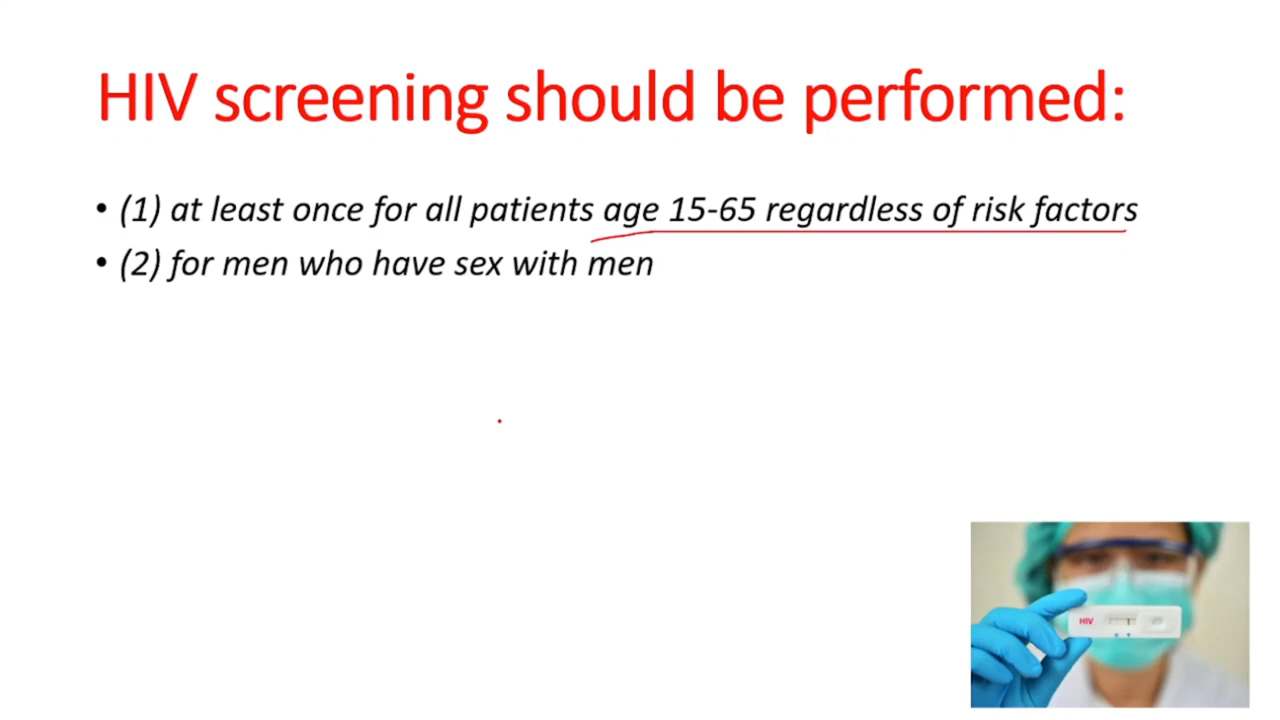 HIV screening should be performed:
• (1) at least once for all patients age 15-65 regardless of risk factors
• (2) for men who have sex with men
HIV